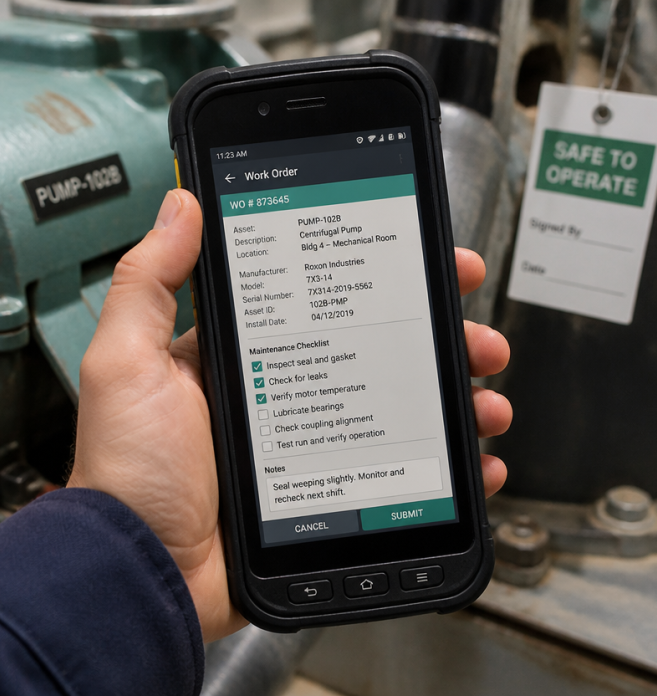 PUMP-102B
11:23 AM
Work Order
WO # 873645
Asset: PUMP-102B
Description: Centrifugal Pump
Location: Bldg 4 – Mechanical Room
Manufacturer: Roxon Industries
Model: 7X3-14
Serial Number: 7X314-2019-5562
Asset ID: 102B-PMP
Install Date: 04/12/2019
Maintenance Checklist
Inspect seal and gasket
Check for leaks
Verify motor temperature
Lubricate bearings
Check coupling alignment
Test run and verify operation
Notes
Seal weeping slightly. Monitor and
recheck next shift.
CANCEL SUBMIT
SAFE TO
OPERATE
Signed By
Date